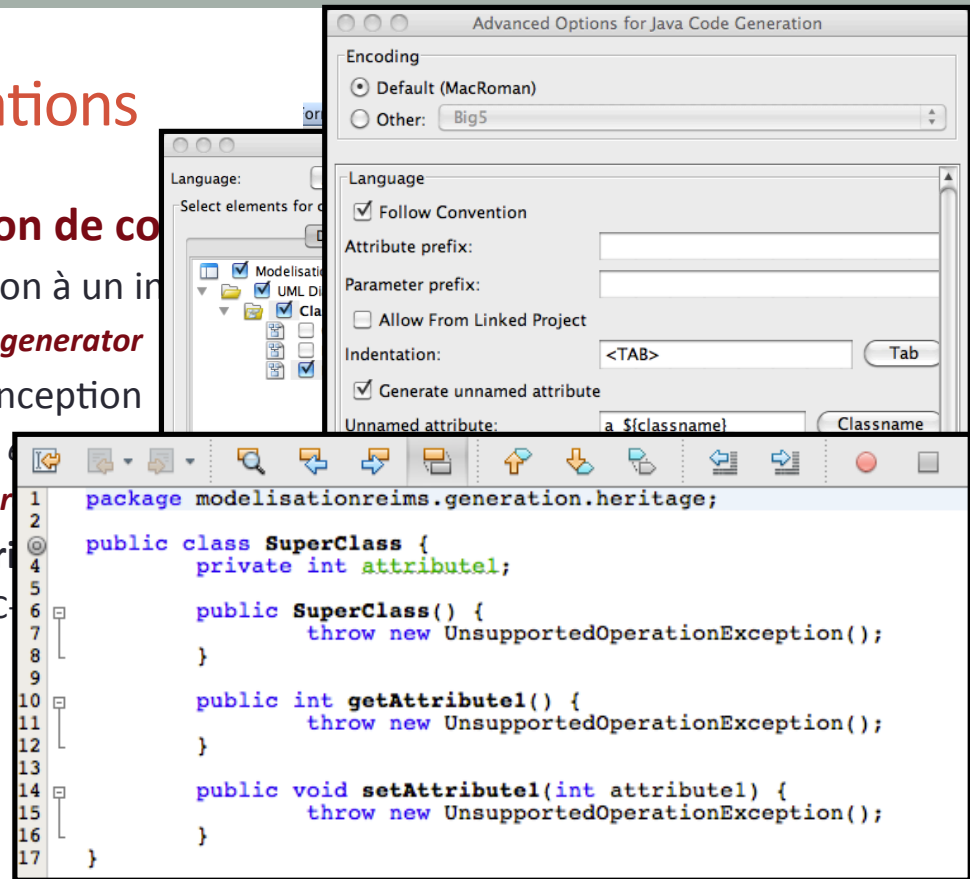 ations
on de co
on à un in
generator
nception
Language:
Select elements for
Modelisati
UML Di
Cla
Advanced Options for Java Code Generation
Encoding
Default (MacRoman)
Other: Big5
Language
Follow Convention
Attribute prefix:
Parameter prefix:
Allow From Linked Project
Indentation: <TAB> Tab
Generate unnamed attribute
Unnamed attribute: a_${classname} Classname
1 package modelisationreims.generation.heritage;
2
public class SuperClass {
4 private int attribute1;
5
6 public SuperClass() {
7 throw new UnsupportedOperationException();
8 }
9
10 public int getAttribute1() {
11 throw new UnsupportedOperationException();
12 }
13
14 public void setAttribute1(int attribute1) {
15 throw new UnsupportedOperationException();
16 }
17 }